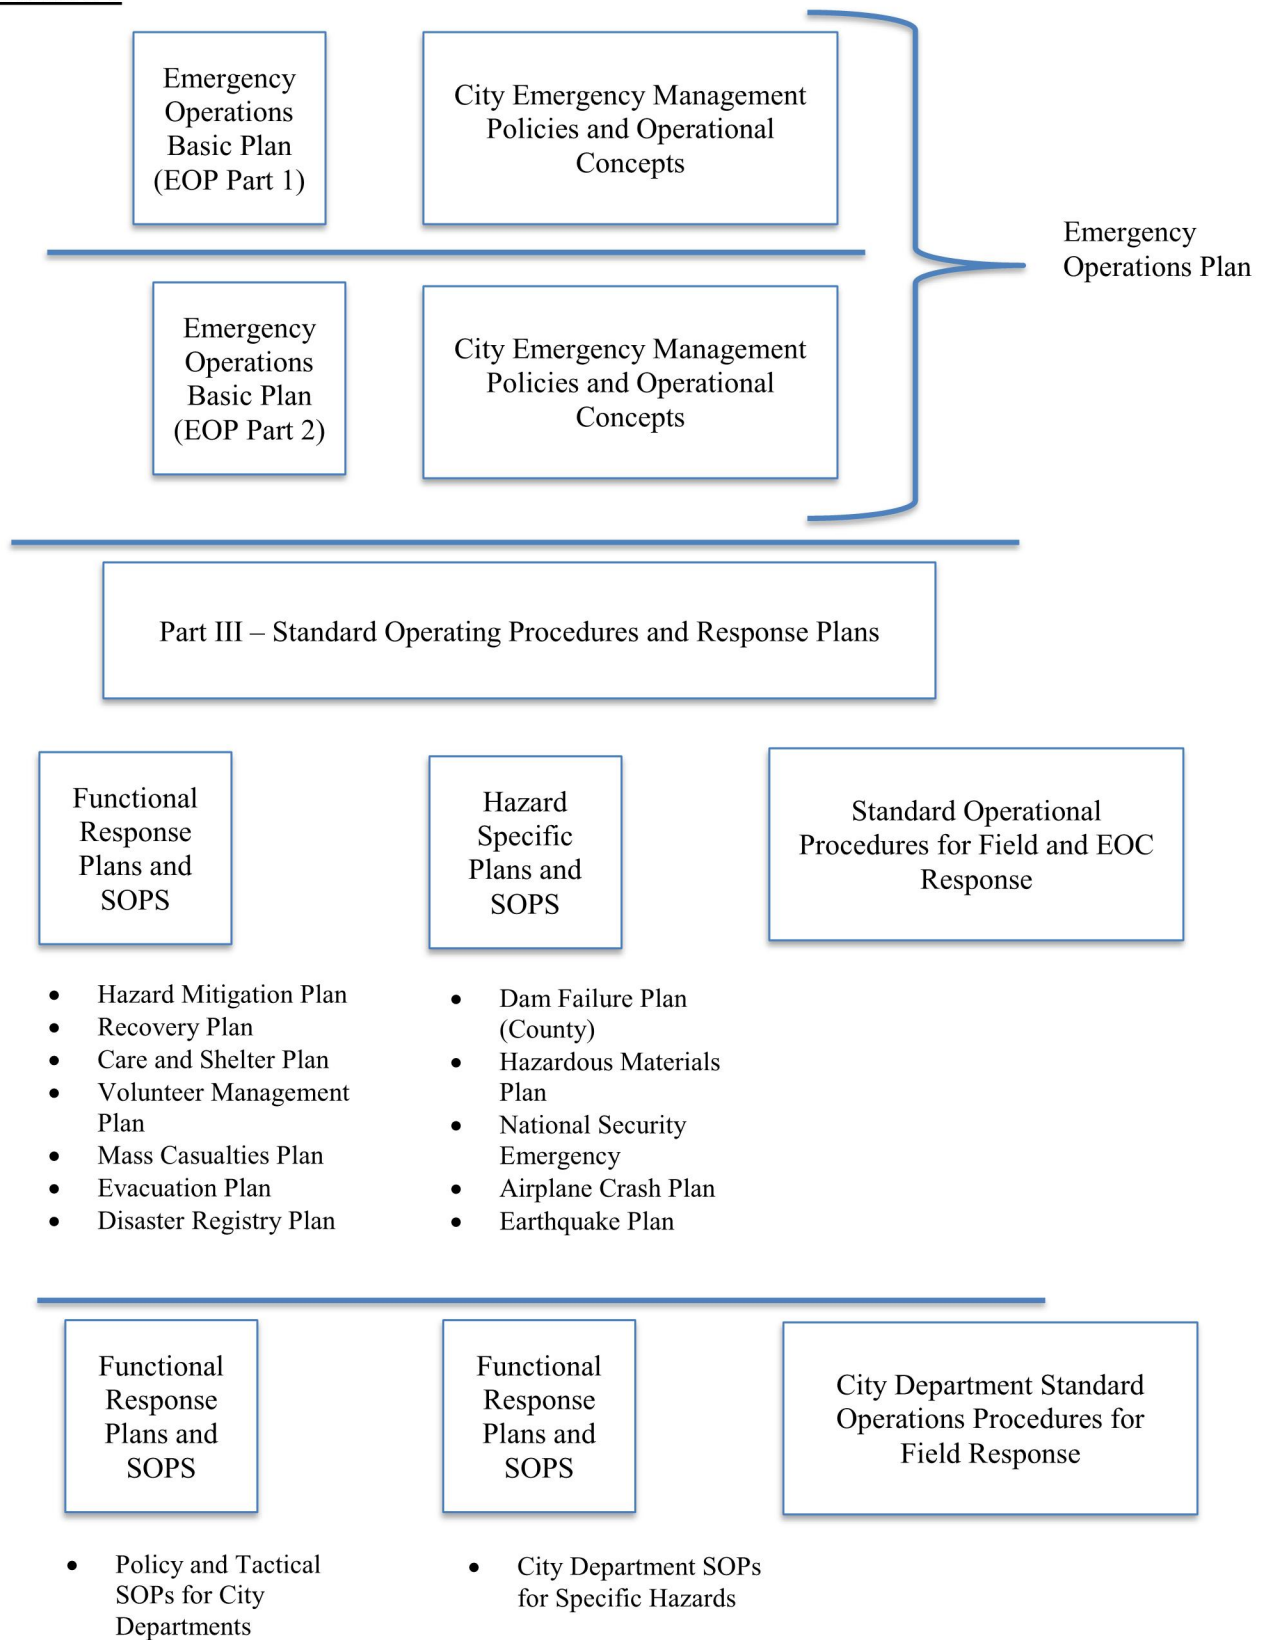 Emergency
Operations
Basic Plan
(EOP Part 1)
City Emergency Management
Policies and Operational
Concepts
Emergency
Operations Plan
Emergency
Operations
Basic Plan
(EOP Part 2)
City Emergency Management
Policies and Operational
Concepts
Part III – Standard Operating Procedures and Response Plans
Functional
Response
Plans and
SOPS
Hazard
Specific
Plans and
SOPS
Standard Operational
Procedures for Field and EOC
Response
• Hazard Mitigation Plan
• Recovery Plan
• Care and Shelter Plan
• Volunteer Management
Plan
• Mass Casualties Plan
• Evacuation Plan
• Disaster Registry Plan
• Dam Failure Plan
(County)
• Hazardous Materials
Plan
• National Security
Emergency
• Airplane Crash Plan
• Earthquake Plan
Functional
Response
Plans and
SOPS
Functional
Response
Plans and
SOPS
City Department Standard
Operations Procedures for
Field Response
• Policy and Tactical
SOPs for City
Departments
• City Department SOPs
for Specific Hazards